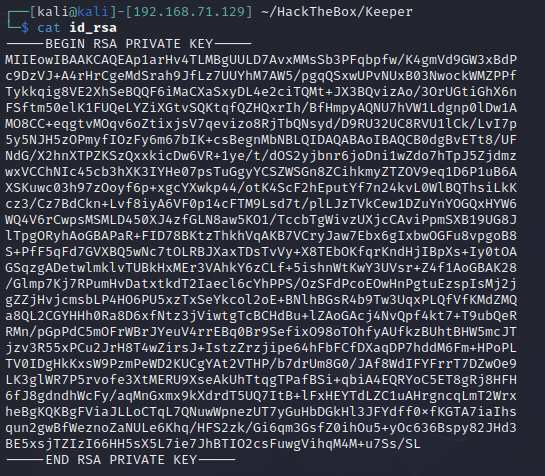 ┌──[kali@kali]-[192.168.71.129] ~/HackTheBox/Keeper
└─$ cat id_rsa
-----BEGIN RSA PRIVATE KEY-----
MIIEowIBAAKCAQEAp1arHv4TLMBgUULD7AvxMMsSb3PFqbpfw/K4gmVd9GW3xBdP
c9DzVJ+A4rHrCgeMdSrah9JfLz7UUYhM7AW5/pgqQSxwUPvNUxB03NwockWMZPPf
Tykkqig8VE2XhSeBQQF6iMaCXaSxyDL4e2ciTQMt+JX3BQvizAo/3OrUGtiGhX6n
FSftm50elK1FUQeLYZiXGtvSQKtqfQZHQxrIh/BfHmpyAQNU7hVW1Ldgnp0lDw1A
MO8CC+eqgtvMOqv6oZtixjsV7qevizo8RjTbQNsyd/D9RU32UC8RVU1lCk/LvI7p
5y5NJH5zOPmyfIOzFy6m67bIK+csBegnMbNBLQIDAQABAoIBAQCB0dgBvETt8/UF
NdG/X2hnXTPZKSzQxxkicDw6VR+1ye/t/dOS2yjbnr6joDni1wZdo7hTpJ5Zjdmz
wxVCChNIc45cb3hXK3IYHe07psTuGgyYCSZWSGn8ZCihkmyZTZOV9eq1D6P1uB6A
XSKuwc03h97zOoyf6p+xgcYXwkp44/otK4ScF2hEputYf7n24kvL0WlBQThsiLkK
cz3/Cz7BdCkn+Lvf8iyA6VF0p14cFTM9Lsd7t/plLJzTVkCew1DZuYnYOGQxHYW6
WQ4V6rCwpsMSMLD450XJ4zfGLN8aw5KO1/TccbTgWivzUXjcCAviPpmSXB19UG8J
lTpgORyhAoGBAPaR+FID78BKtzThkhVqAKB7VCryJaw7Ebx6gIxbwOGFu8vpgoB8
S+PfF5qFd7GVXBQ5wNc7tOLRBJXaxTDsTvVy+X8TEbOKfqrKndHjIBpXs+Iy0tOA
GSqzgADetwlmklvTUBkHxMEr3VAhkY6zCLf+5ishnWtKwY3UVsr+Z4f1AoGBAK28
/Glmp7Kj7RPumHvDatxtkdT2Iaecl6cYhPPS/OzSFdPcoEOwHnPgtuEzspIsMj2j
gZZjHvjcmsbLP4HO6PU5xzTxSeYkcol2oE+BNlhBGsR4b9Tw3UqxPLQfVfKMdZMQ
a8QL2CGYHHh0Ra8D6xfNtz3jViwtgTcBCHdBu+lZAoGAcj4NvQpf4kt7+T9ubQeR
RMn/pGpPdC5mOFrWBrJYeuV4rrEBq0Br9SefixO98oTOhfyAUfkzBUhtBHW5mcJT
jzv3R55xPCu2JrH8T4wZirsJ+IstzZrzjipe64hFbFCfDXaqDP7hddM6Fm+HPoPL
TV0IDgHkKxsW9PzmPeWD2KUCgYAt2VTHP/b7drUm8G0/JAf8WdIFYFrrT7DZwOe9
LK3glWR7P5rvofe3XtMERU9XseAkUhTtqgTPafBSi+qbiA4EQRYoC5ET8gRj8HFH
6fJ8gdndhWcFy/aqMnGxmx9kXdrdT5UQ7ItB+lFxHEYTdLZC1uAHrgncqLmT2Wrx
heBgKQKBgFViaJLLoCTqL7QNuwWpnezUT7yGuHbDGkHl3JFYdff0×fKGTA7iaIhs
qun2gwBfWeznoZaNULe6Khq/HFS2zk/Gi6qm3GsfZ0ihOu5+yOc636Bspy82JHd3
BE5xsjTZIzI66HH5sX5L7ie7JhBTIO2csFuwgVihqM4M+u7Ss/SL
-----END RSA PRIVATE KEY-----